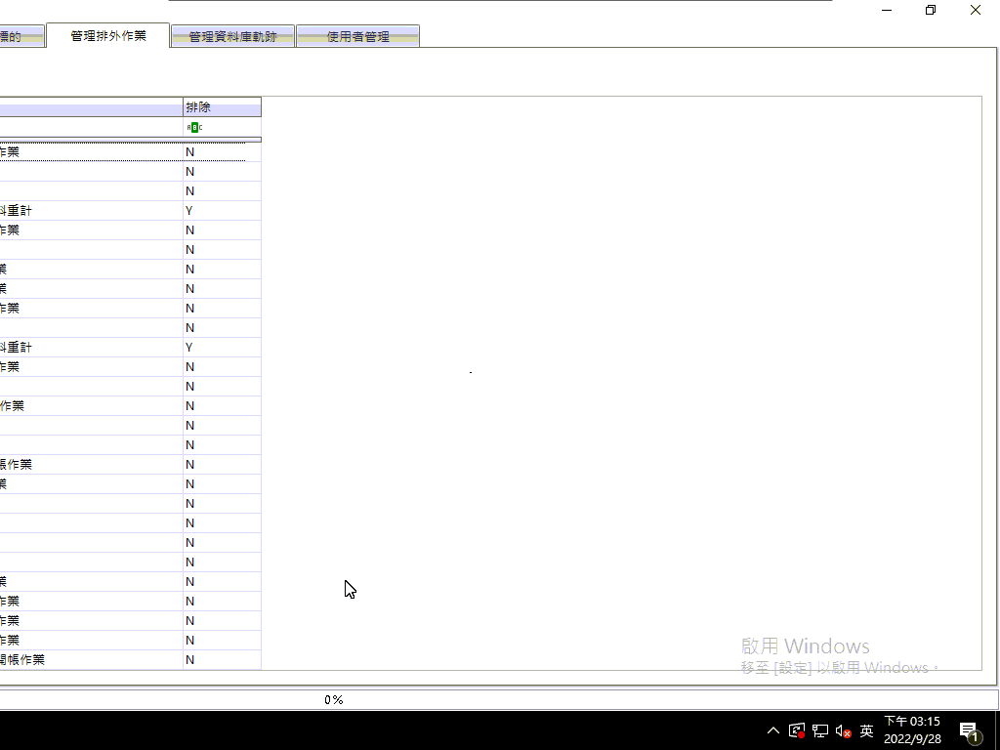 標的 管理排外作業 管理資料庫軌跡 使用者管理
排除
ABC
作業 N
N
N
料重計 Y
作業 N
N
業 N
業 N
作業 N
N
料重計 Y
作業 N
N
作業 N
N
N
帳作業 N
業 N
N
N
N
N
業 N
作業 N
作業 N
作業 N
開帳作業 N
啟用 Windows
移至 [設定] 以啟用 Windows。
0%
英
下午 03:15
2022/9/28
1